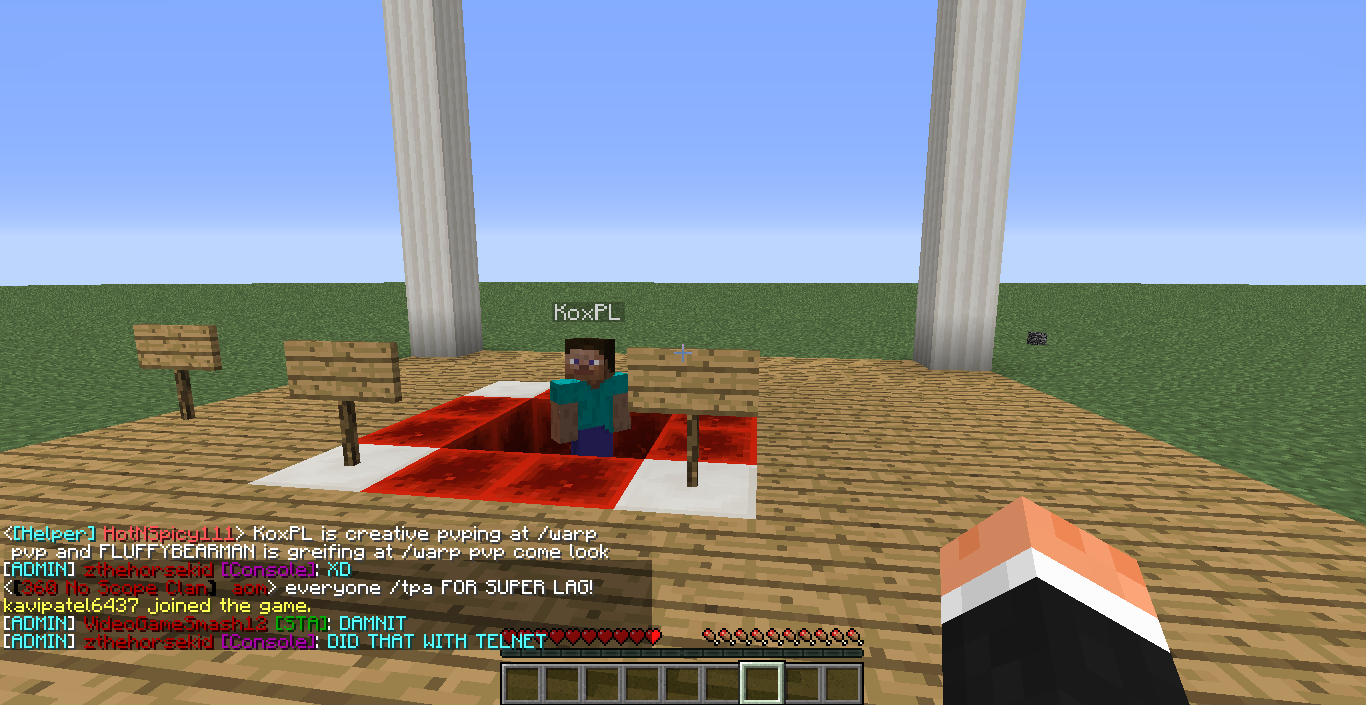 KoxPL
<[Helper] HotNSpicy111> KoxPL is creative pvping at /warp
pvp and FLUFFYBEARMAN is greifing at /warp pvp come look
[ADMIN] zthehorsekid [Console]: XD
<[360 No Scope Clan] aom> everyone /tpa FOR SUPER LAG!
kavipatel6437 joined the game.
[ADMIN] VideoGameSmash12 [STA]: DAMNIT
[ADMIN] zthehorsekid [Console]: DID THAT WITH TELNET